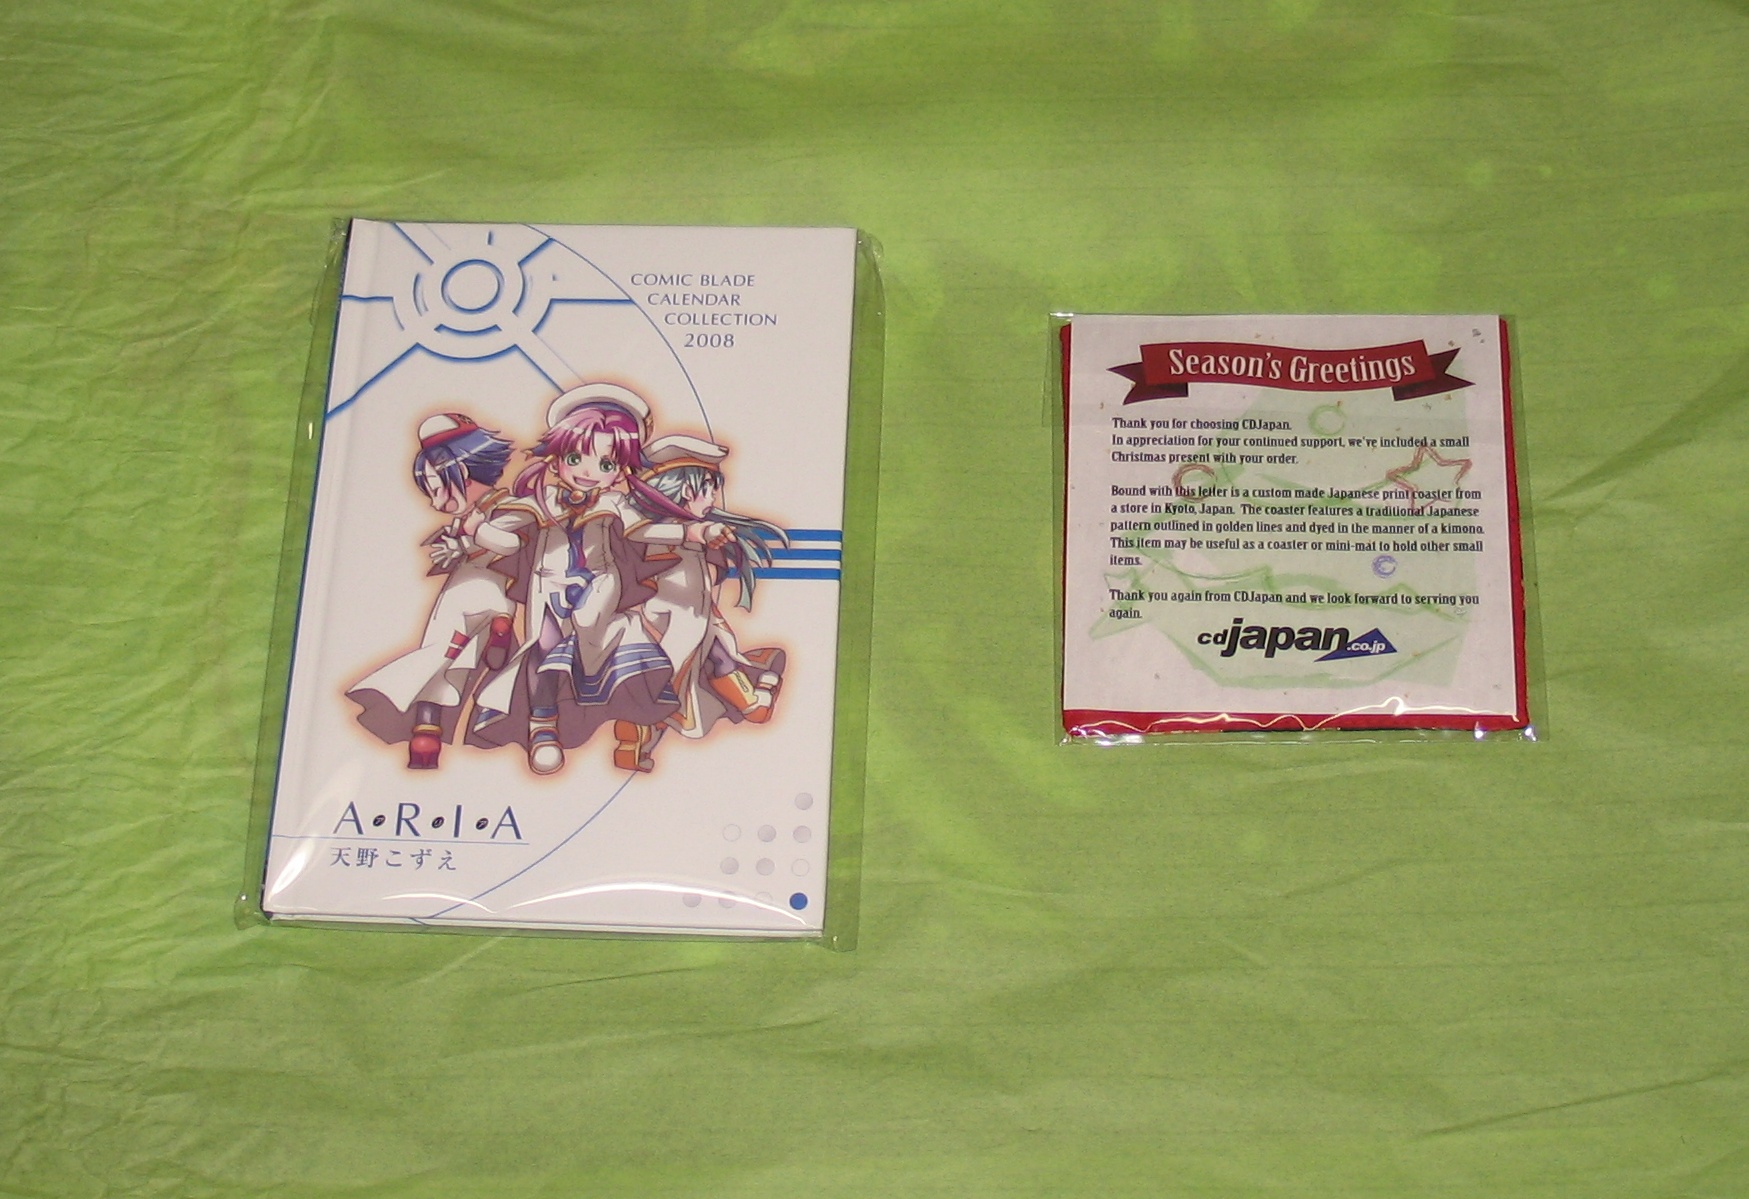 COMIC BLADE
CALENDAR
COLLECTION
2008
A・R・I・A
ア リ ア
天野こずえ
Season's Greetings
Thank you for choosing CDJapan.
In appreciation for your continued support, we've included a small
Christmas present with your order.
Bound with this letter is a custom made Japanese print coaster from
a store in Kyoto, Japan. The coaster features a traditional Japanese
pattern outlined in golden lines and dyed in the manner of a kimono.
This item may be useful as a coaster or mini-mat to hold other small
items.
Thank you again from CDJapan and we look forward to serving you
again.
cdjapan.co.jp